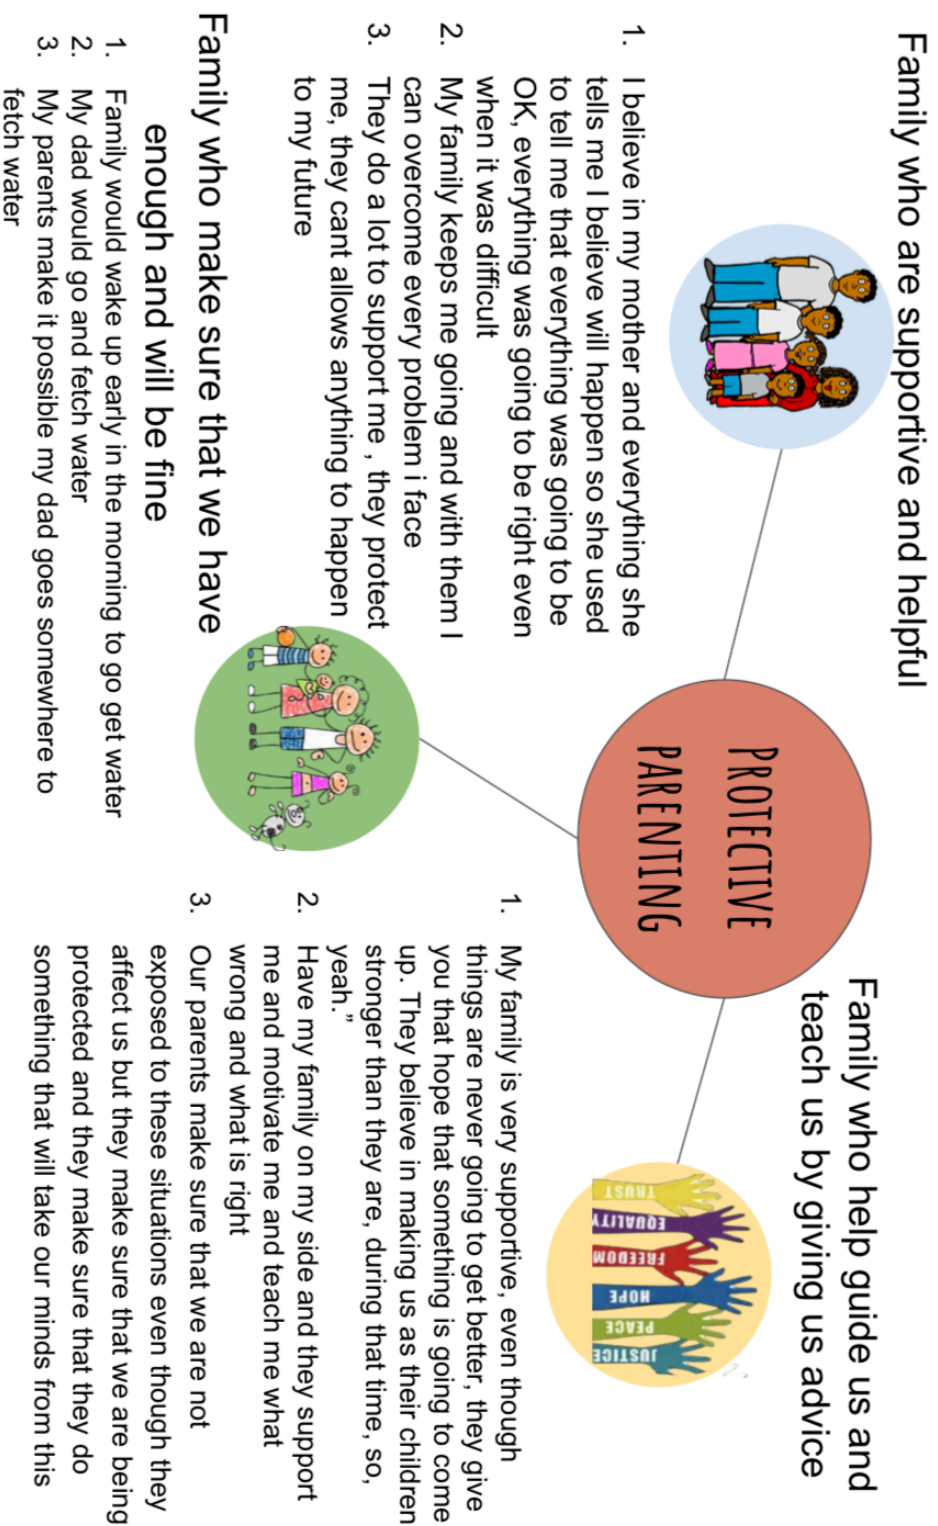 Family who are supportive and helpful
1. I believe in my mother and everything she
tells me I believe will happen so she used
to tell me that everything was going to be
OK, everything was going to be right even
when it was difficult
2. My family keeps me going and with them I
can overcome every problem i face
3. They do a lot to support me , they protect
me, they cant allows anything to happen
to my future
Family who make sure that we have
enough and will be fine
1. Family would wake up early in the morning to go get water
2. My dad would go and fetch water
3. My parents make it possible my dad goes somewhere to
fetch water
PROTECTIVE
PARENTING
Family who help guide us and
teach us by giving us advice
TRUST
EQUALITY
FREEDOM
HOPE
PEACE
JUSTICE
1. My family is very supportive, even though
things are never going to get better, they give
you that hope that something is going to come
up. They believe in making us as their children
stronger than they are, during that time, so,
yeah.”
2. Have my family on my side and they support
me and motivate me and teach me what
wrong and what is right
3. Our parents make sure that we are not
exposed to these situations even though they
affect us but they make sure that we are being
protected and they make sure that they do
something that will take our minds from this